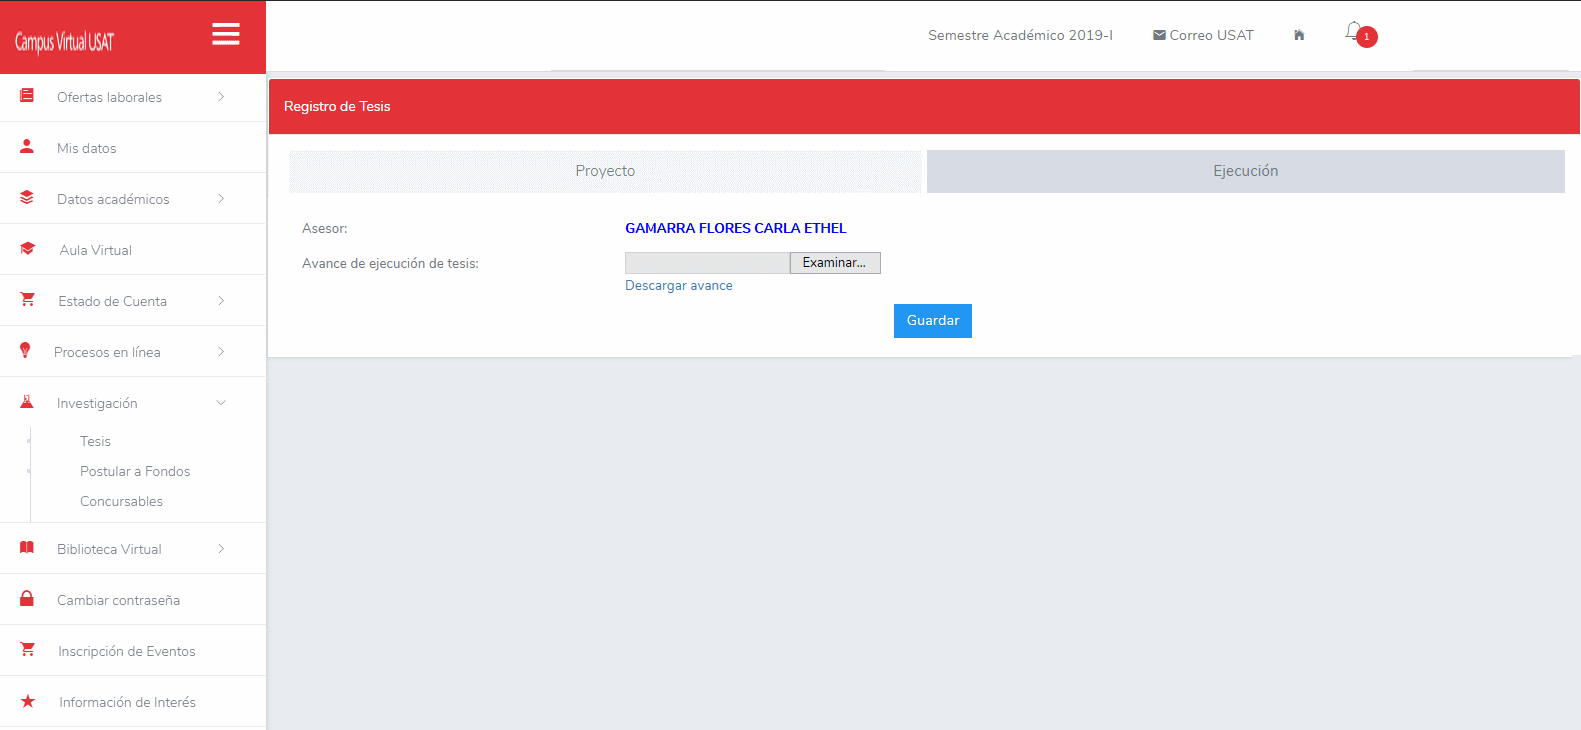 Campus Virtual USAT
Semestre Académico 2019-I
Correo USAT
1
Ofertas laborales
Mis datos
Datos académicos
Aula Virtual
Estado de Cuenta
Procesos en línea
Investigación
Tesis
Postular a Fondos
Concursables
Biblioteca Virtual
Cambiar contraseña
Inscripción de Eventos
Información de Interés
Registro de Tesis
Proyecto
Ejecución
Asesor:
GAMARRA FLORES CARLA ETHEL
Avance de ejecución de tesis:
Examinar...
Descargar avance
Guardar